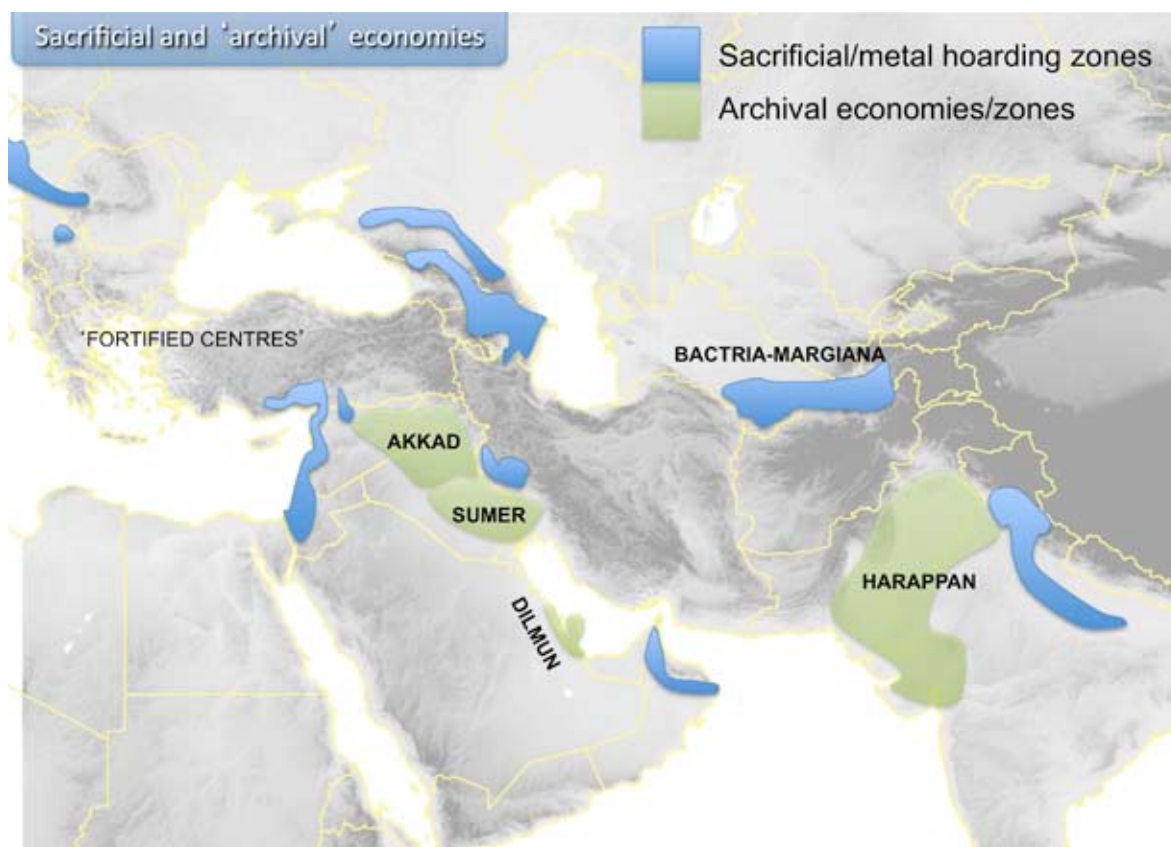 Sacrificial and ‘archival’ economies
Sacrificial/metal hoarding zones
Archival economies/zones
‘FORTIFIED CENTRES’
BACTRIA-MARGIANA
AKKAD
SUMER
HARAPPAN
DILMUN